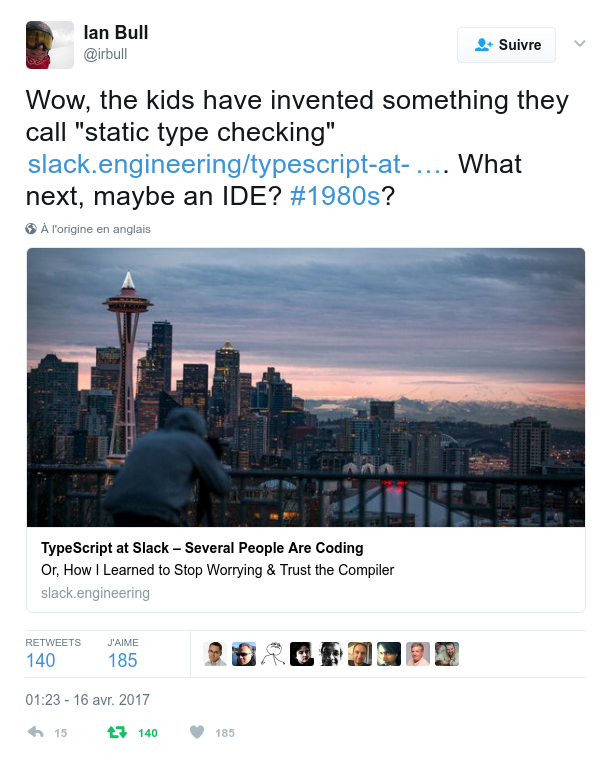 Ian Bull
@irbull
Suivre
Wow, the kids have invented something they
call "static type checking"
slack.engineering/typescript-at- …. What
next, maybe an IDE? #1980s?
À l'origine en anglais
TypeScript at Slack – Several People Are Coding
Or, How I Learned to Stop Worrying & Trust the Compiler
slack.engineering
RETWEETS J'AIME
140 185
01:23 - 16 avr. 2017
15 140 185